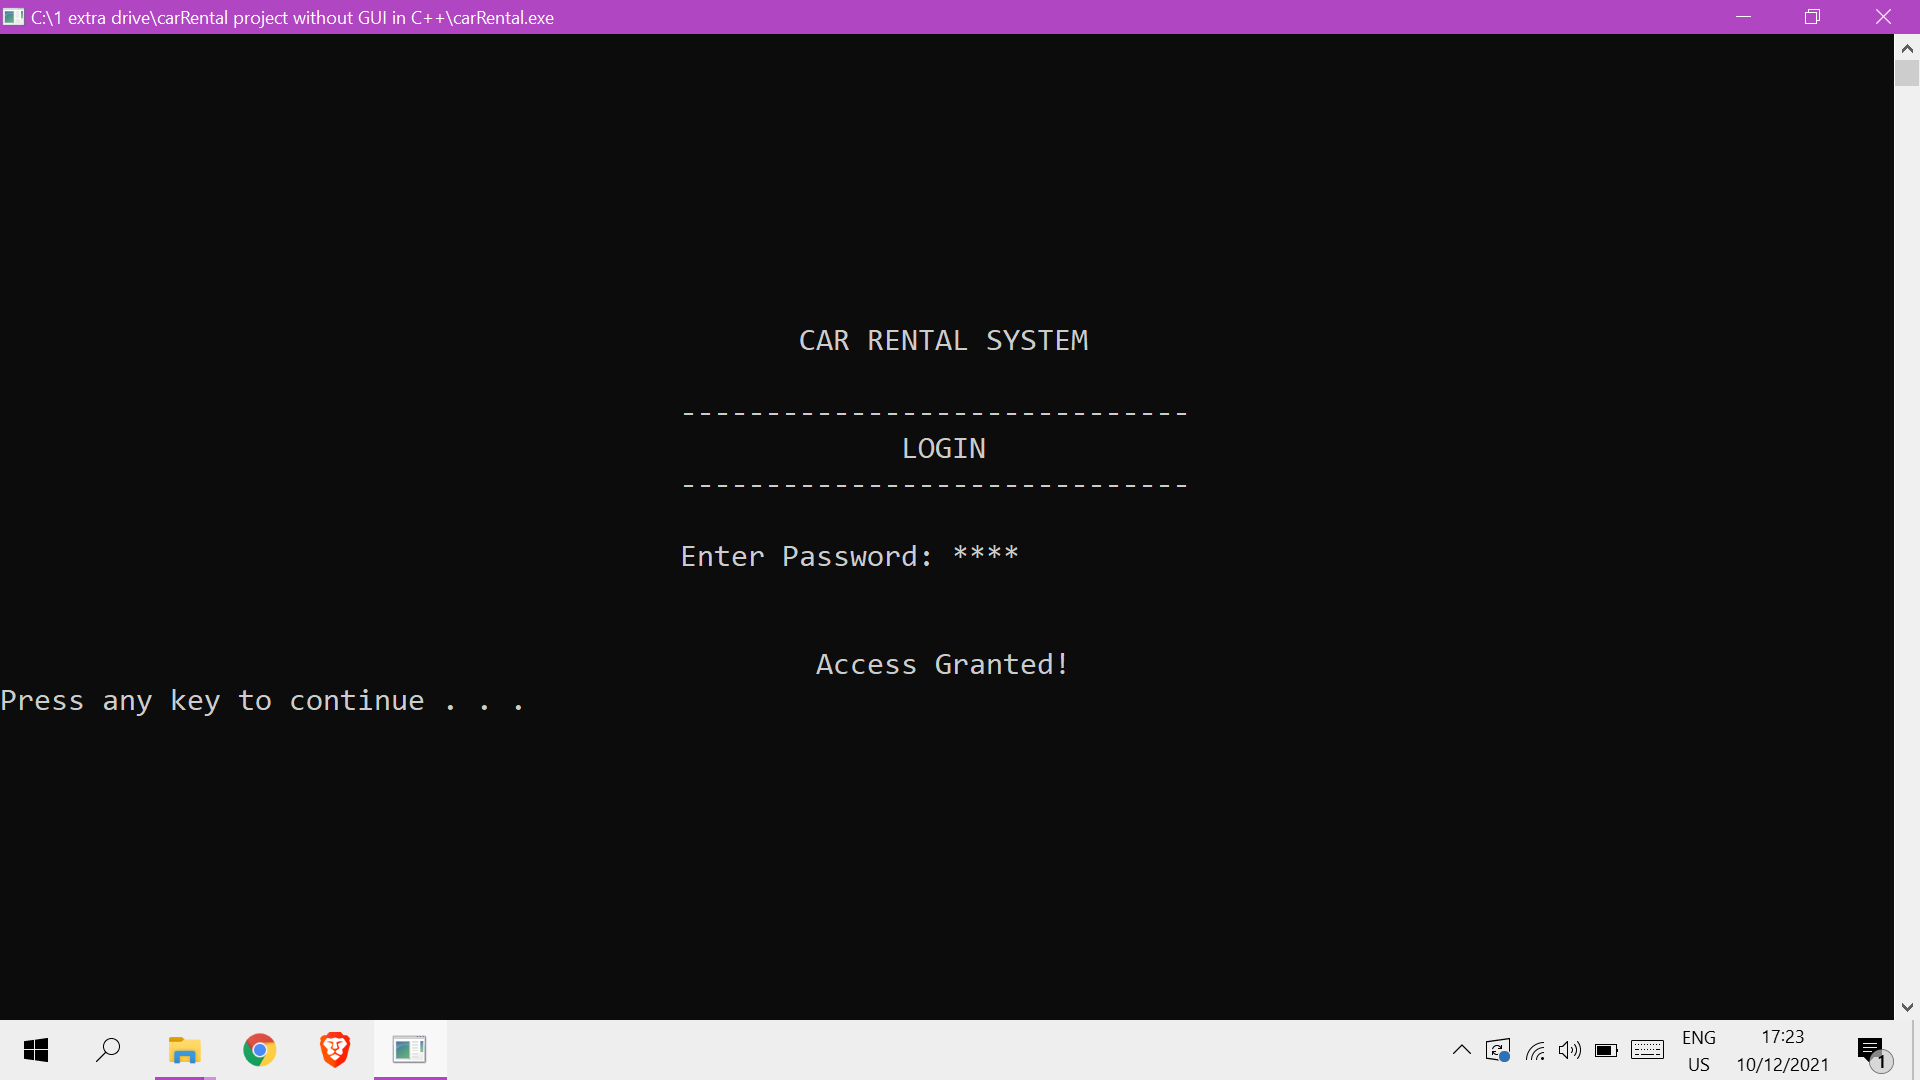 C:\1 extra drive\carRental project without GUI in C++\carRental.exe
CAR RENTAL SYSTEM
------------------------------
LOGIN
------------------------------
Enter Password: ****
Access Granted!
Press any key to continue . . .
ENG
US
17:23
10/12/2021
1